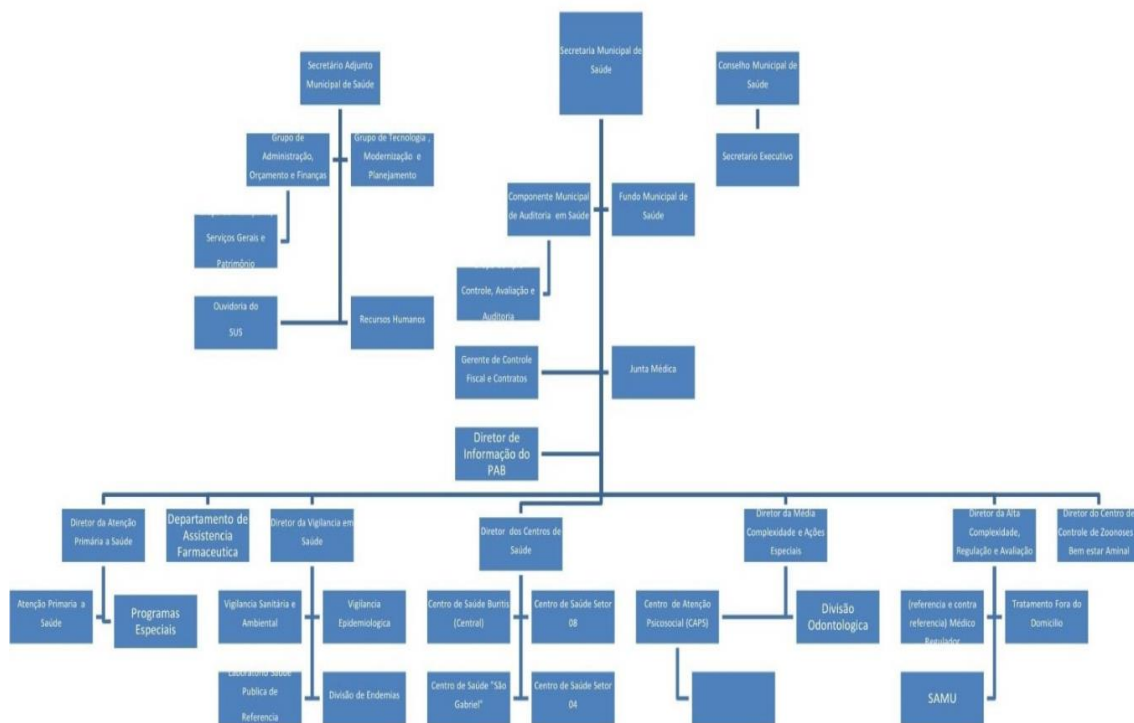 Secretaria Municipal de
Saúde
Secretário Adjunto
Municipal de Saúde
Conselho Municipal de
Saúde
Grupo de
Administração,
Orçamento e Finanças
Grupo de Tecnologia ,
Modernização e
Planejamento
Secretario Executivo
Componente Municipal
de Auditoria em Saúde
Fundo Municipal de
Saúde
Serviços Gerais e
Patrimônio
Controle, Avaliação e
Auditoria
Ouvidoria do
SUS
Recursos Humanos
Gerente de Controle
Fiscal e Contratos
Junta Médica
Diretor de
Informação do
PAB
Diretor da Atenção
Primária a Saúde
Departamento de
Assistencia
Farmaceutica
Diretor da Vigilancia em
Saúde
Diretor dos Centros de
Saúde
Diretor da Média
Complexidade e Ações
Especiais
Diretor da Alta
Complexidade,
Regulação e Avaliação
Diretor do Centro de
Controle de Zoonoses
Bem estar Aminal
Atenção Primaria a
Saúde
Programas
Especiais
Vigilancia Sanitária e
Ambiental
Vigilancia
Epidemiologica
Centro de Saúde Buritis
(Central)
Centro de Saúde Setor
08
Centro de Atenção
Psicosocial (CAPS)
Divisão
Odontologica
(referencia e contra
referencia) Médico
Regulador
Tratamento Fora do
Domicilio
Laboratório Saúde
Publica de
Referencia
Divisão de Endemias
Centro de Saúde "São
Gabriel"
Centro de Saúde Setor
04
SAMU